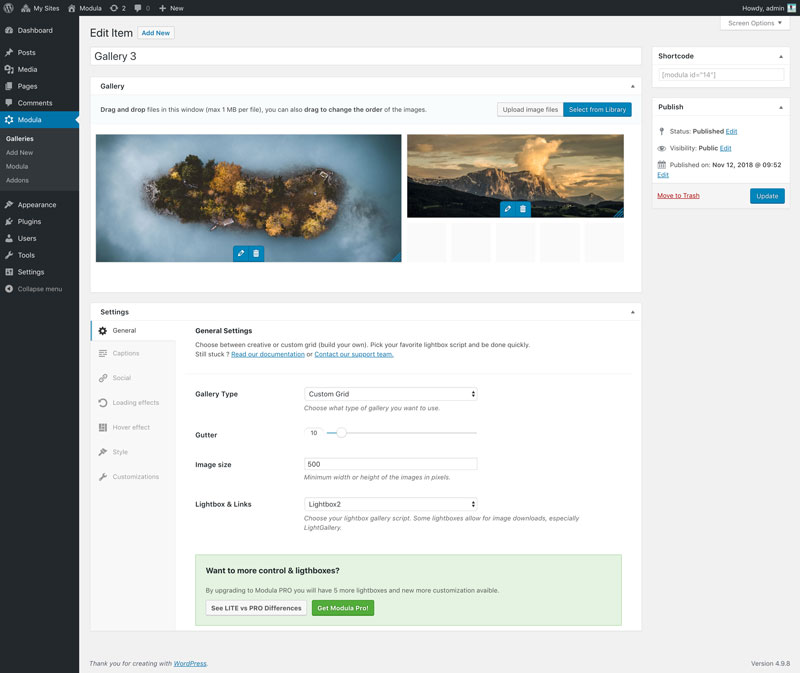 My Sites Modula 2 0 New Howdy, admin
Screen Options
Dashboard
Posts
Media
Pages
Comments
Modula
Galleries
Add New
Modula
Addons
Appearance
Plugins
Users
Tools
Settings
Collapse menu
Edit Item Add New
Gallery 3
Gallery
Drag and drop files in this window (max 1 MB per file), you can also drag to change the order of the images.
Upload image files Select from Library
Settings
General
Captions
Social
Loading effects
Hover effect
Style
Customizations
General Settings
Choose between creative or custom grid (build your own). Pick your favorite lightbox script and be done quickly.
Still stuck ? Read our documentation or Contact our support team.
Gallery Type Custom Grid
Choose what type of gallery you want to use.
Gutter 10
Image size 500
Minimum width or height of the images in pixels.
Lightbox & Links Lightbox2
Choose your lightbox gallery script. Some lightboxes allow for image downloads, especially
LightGallery.
Want to more control & ligthboxes?
By upgrading to Modula PRO you will have 5 more lightboxes and new more customization avaible.
See LITE vs PRO Differences Get Modula Pro!
Shortcode
[modula id="14"]
Publish
Status: Published Edit
Visibility: Public Edit
Published on: Nov 12, 2018 @ 09:52
Edit
Move to Trash Update
Thank you for creating with WordPress.
Version 4.9.8